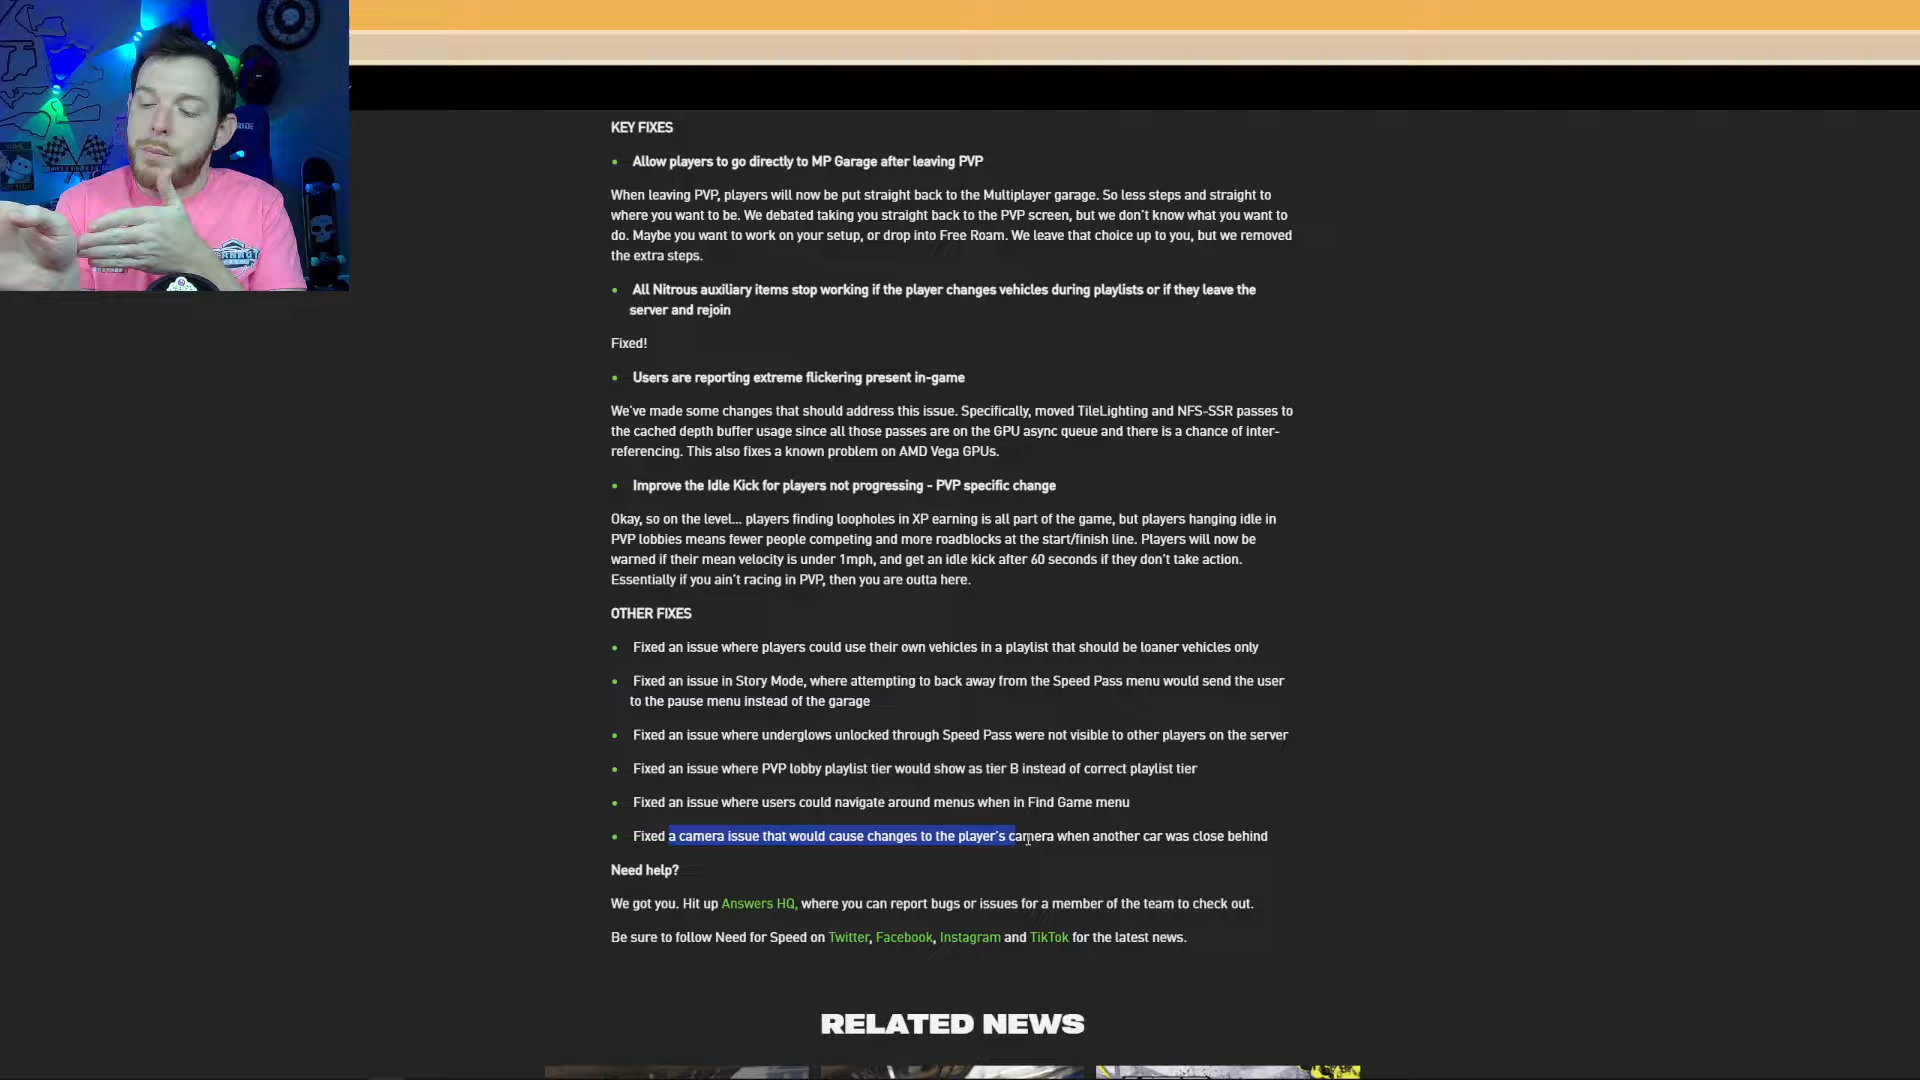 KEY FIXES
• Allow players to go directly to MP Garage after leaving PVP
When leaving PVP, players will now be put straight back to the Multiplayer garage. So less steps and straight to
where you want to be. We debated taking you straight back to the PVP screen, but we don't know what you want to
do. Maybe you want to work on your setup, or drop into Free Roam. We leave that choice up to you, but we removed
the extra steps.
• All Nitrous auxiliary items stop working if the player changes vehicles during playlists or if they leave the
server and rejoin
Fixed!
• Users are reporting extreme flickering present in-game
We've made some changes that should address this issue. Specifically, moved TileLighting and NFS-SSR passes to
the cached depth buffer usage since all those passes are on the GPU async queue and there is a chance of inter-
referencing. This also fixes a known problem on AMD Vega GPUs.
• Improve the Idle Kick for players not progressing - PVP specific change
Okay, so on the level... players finding loopholes in XP earning is all part of the game, but players hanging idle in
PVP lobbies means fewer people competing and more roadblocks at the start/finish line. Players will now be
warned if their mean velocity is under 1mph, and get an idle kick after 60 seconds if they don't take action.
Essentially if you ain't racing in PVP, then you are outta here.
OTHER FIXES
• Fixed an issue where players could use their own vehicles in a playlist that should be loaner vehicles only
• Fixed an issue in Story Mode, where attempting to back away from the Speed Pass menu would send the user
to the pause menu instead of the garage
• Fixed an issue where underglows unlocked through Speed Pass were not visible to other players on the server
• Fixed an issue where PVP lobby playlist tier would show as tier B instead of correct playlist tier
• Fixed an issue where users could navigate around menus when in Find Game menu
• Fixed a camera issue that would cause changes to the player's camera when another car was close behind
Need help?
We got you. Hit up Answers HQ, where you can report bugs or issues for a member of the team to check out.
Be sure to follow Need for Speed on Twitter, Facebook, Instagram and TikTok for the latest news.
RELATED NEWS